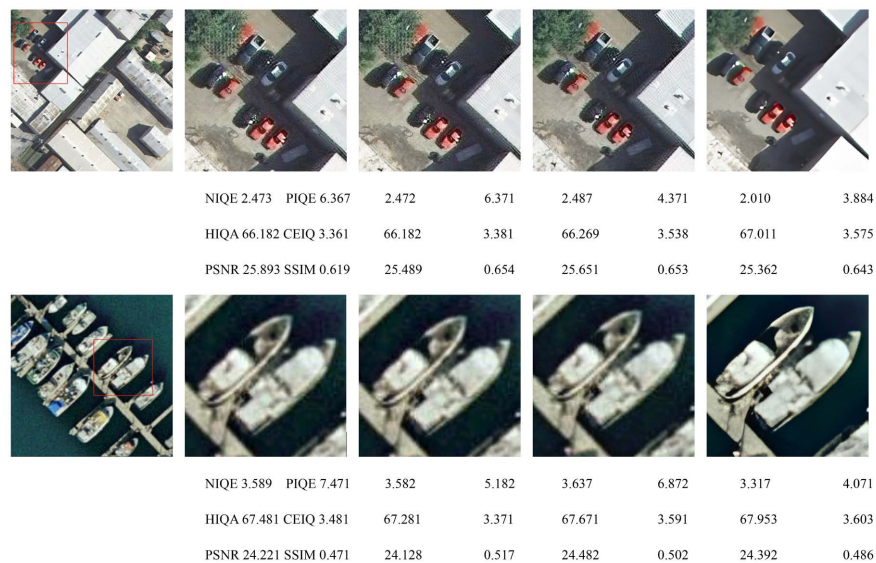 NIQE 2.473 PIQE 6.367 2.472 6.371 2.487 4.371 2.010 3.884
HIQA 66.182 CEIQ 3.361 66.182 3.381 66.269 3.538 67.011 3.575
PSNR 25.893 SSIM 0.619 25.489 0.654 25.651 0.653 25.362 0.643
NIQE 3.589 PIQE 7.471 3.582 5.182 3.637 6.872 3.317 4.071
HIQA 67.481 CEIQ 3.481 67.281 3.371 67.671 3.591 67.953 3.603
PSNR 24.221 SSIM 0.471 24.128 0.517 24.482 0.502 24.392 0.486